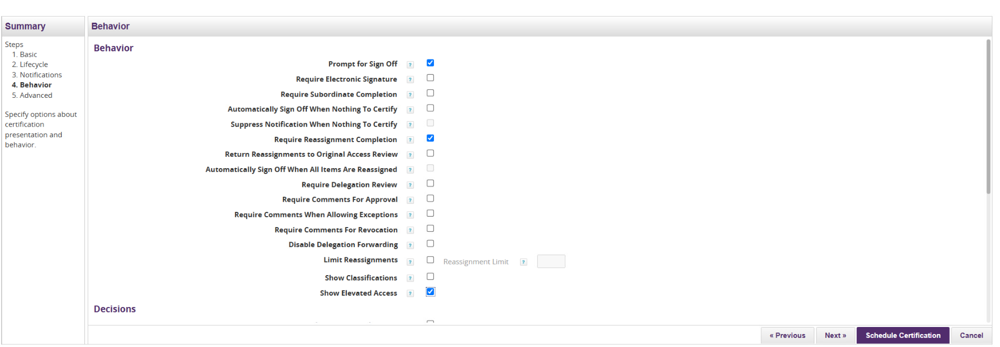 Summary
Steps
1. Basic
2. Lifecycle
3. Notifications
4. Behavior
5. Advanced
Specify options about
certification
presentation and
behavior.
Behavior
Behavior
Prompt for Sign Off ?
Require Electronic Signature ?
Require Subordinate Completion ?
Automatically Sign Off When Nothing To Certify ?
Suppress Notification When Nothing To Certify ?
Require Reassignment Completion ?
Return Reassignments to Original Access Review ?
Automatically Sign Off When All Items Are Reassigned ?
Require Delegation Review ?
Require Comments For Approval ?
Require Comments When Allowing Exceptions ?
Require Comments For Revocation ?
Disable Delegation Forwarding ?
Limit Reassignments ? Reassignment Limit ?
Show Classifications ?
Show Elevated Access ?
Decisions
« Previous Next » Schedule Certification Cancel